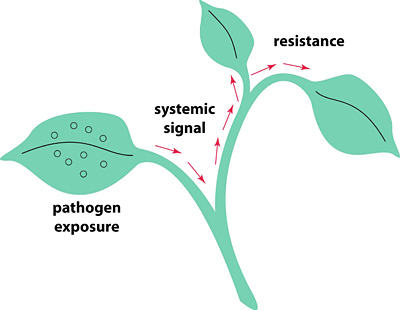 resistance
systemic
signal
pathogen
exposure